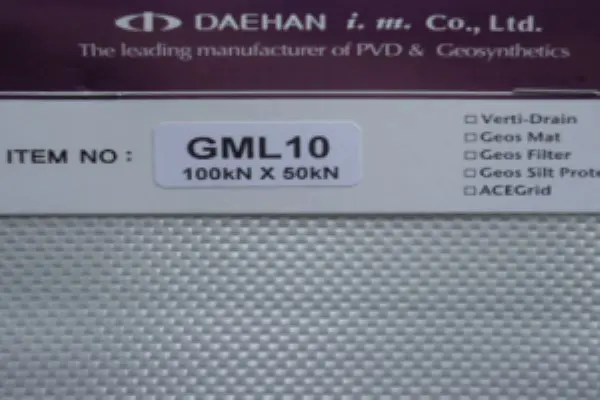 DAEHAN i. m. Co., Ltd.
The leading manufacturer of PVD & Geosynthetics
ITEM NO :
GML10
100kN X 50kN
Verti-Drain
Geos Mat
Geos Filter
Geos Silt
ACEGrid